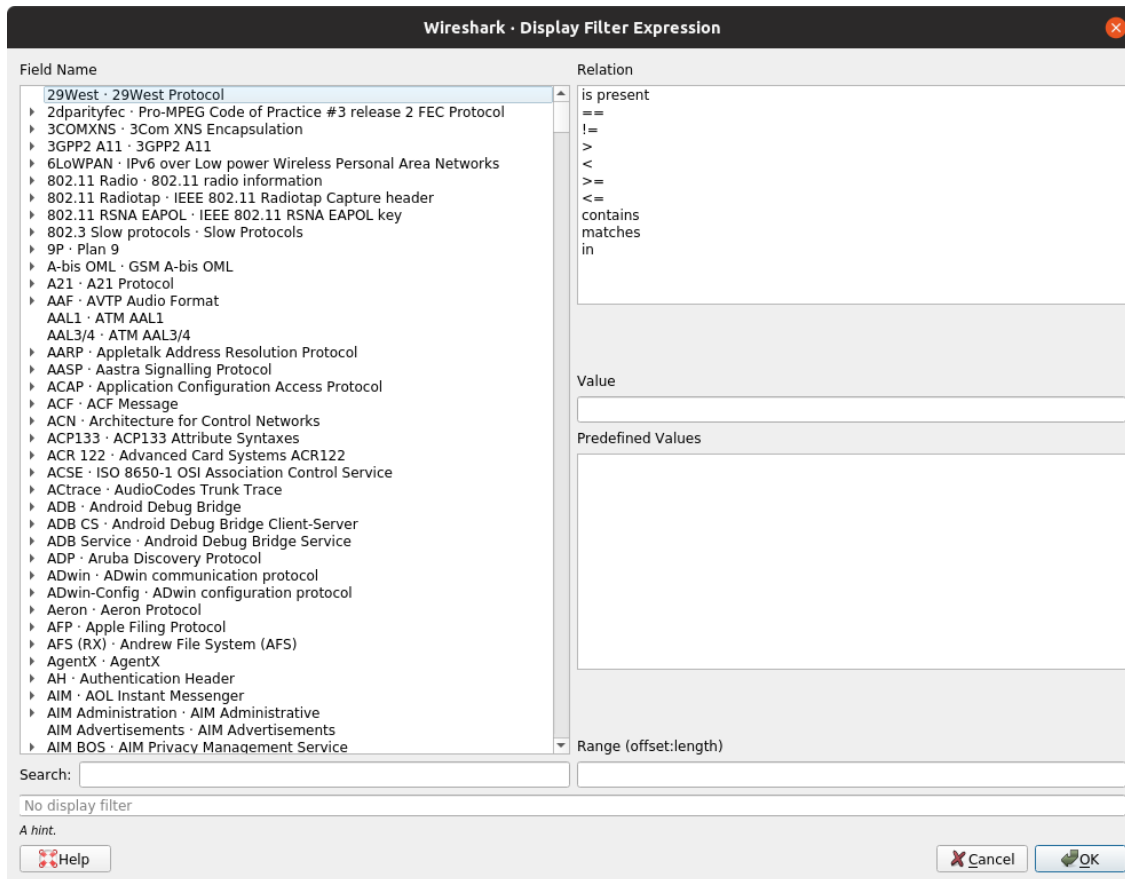 Wireshark · Display Filter Expression
Field Name
29West · 29West Protocol
2dparityfec · Pro-MPEG Code of Practice #3 release 2 FEC Protocol
3COMXNS · 3Com XNS Encapsulation
3GPP2 A11 · 3GPP2 A11
6LoWPAN · IPv6 over Low power Wireless Personal Area Networks
802.11 Radio · 802.11 radio information
802.11 Radiotap · IEEE 802.11 Radiotap Capture header
802.11 RSNA EAPOL · IEEE 802.11 RSNA EAPOL key
802.3 Slow protocols · Slow Protocols
9P · Plan 9
A-bis OML · GSM A-bis OML
A21 · A21 Protocol
AAF · AVTP Audio Format
AAL1 · ATM AAL1
AAL3/4 · ATM AAL3/4
AARP · Appletalk Address Resolution Protocol
AASP · Aastra Signalling Protocol
ACAP · Application Configuration Access Protocol
ACF · ACF Message
ACN · Architecture for Control Networks
ACP133 · ACP133 Attribute Syntaxes
ACR 122 · Advanced Card Systems ACR122
ACSE · ISO 8650-1 OSI Association Control Service
ACtrace · AudioCodes Trunk Trace
ADB · Android Debug Bridge
ADB CS · Android Debug Bridge Client-Server
ADB Service · Android Debug Bridge Service
ADP · Aruba Discovery Protocol
ADwin · ADwin communication protocol
ADwin-Config · ADwin configuration protocol
Aeron · Aeron Protocol
AFP · Apple Filing Protocol
AFS (RX) · Andrew File System (AFS)
AgentX · AgentX
AH · Authentication Header
AIM · AOL Instant Messenger
AIM Administration · AIM Administrative
AIM Advertisements · AIM Advertisements
AIM BOS · AIM Privacy Management Service
Search:
Relation
is present
==
!=
>
<
>=
<=
contains
matches
in
Value
Predefined Values
Range (offset:length)
No display filter
A hint.
Help
Cancel
OK